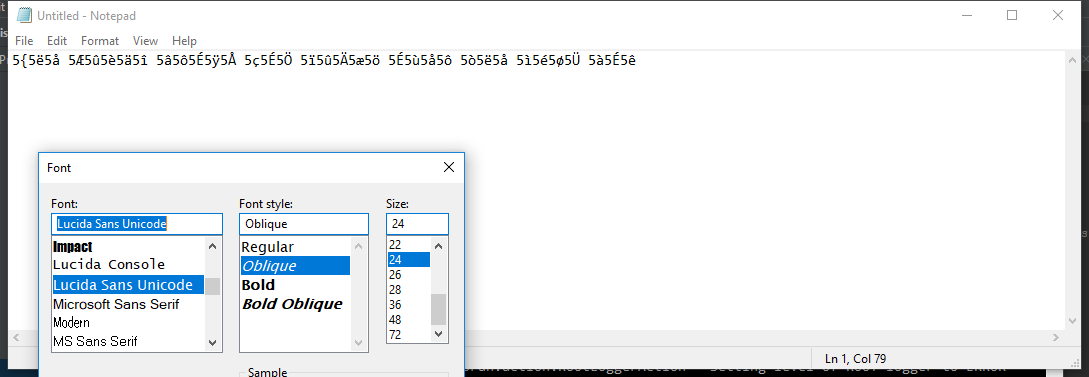 Untitled - Notepad
File Edit Format View Help
5{5ë5å 5Æ5û5è5ä5î 5â5ô5É5ÿ5Å 5ç5É5Ö 5ï5û5Ä5æ5ö 5É5ù5å5ô 5ò5ë5å 5ì5é5ø5Ü 5à5É5ê
Font
Font: Font style: Size:
Lucida Sans Unicode Oblique 24
Impact Regular 22
Lucida Console Oblique 24
Lucida Sans Unicode Bold 26
Microsoft Sans Serif Bold Oblique 28
Modern 36
MS Sans Serif 48
72
Ln 1, Col 79
Sample